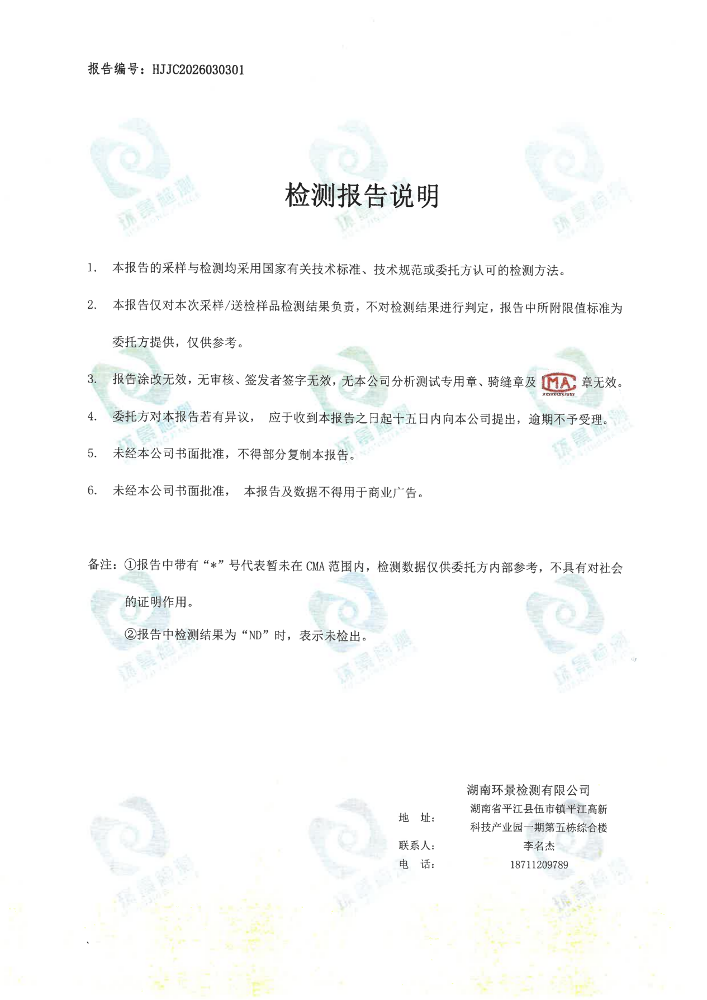 报告编号：HJJC2026030301
检测报告说明
1. 本报告的采样与检测均采用国家有关技术标准、技术规范或委托方认可的检测方法。
2. 本报告仅对本次采样/送检样品检测结果负责，不对检测结果进行判定，报告中所附限值标准为
委托方提供，仅供参考。
3. 报告涂改无效，无审核、签发者签字无效，无本公司分析测试专用章、骑缝章及 MA 章无效。
4. 委托方对本报告若有异议， 应于收到本报告之日起十五日内向本公司提出，逾期不予受理。
5. 未经本公司书面批准，不得部分复制本报告。
6. 未经本公司书面批准， 本报告及数据不得用于商业广告。
备注：①报告中带有“*”号代表暂未在 CMA 范围内，检测数据仅供委托方内部参考，不具有对社会
的证明作用。
②报告中检测结果为“ND”时，表示未检出。
湖南环景检测有限公司
地 址： 湖南省平江县伍市镇平江高新
科技产业园一期第五栋综合楼
联系人： 李名杰
电 话： 18711209789
环景检测